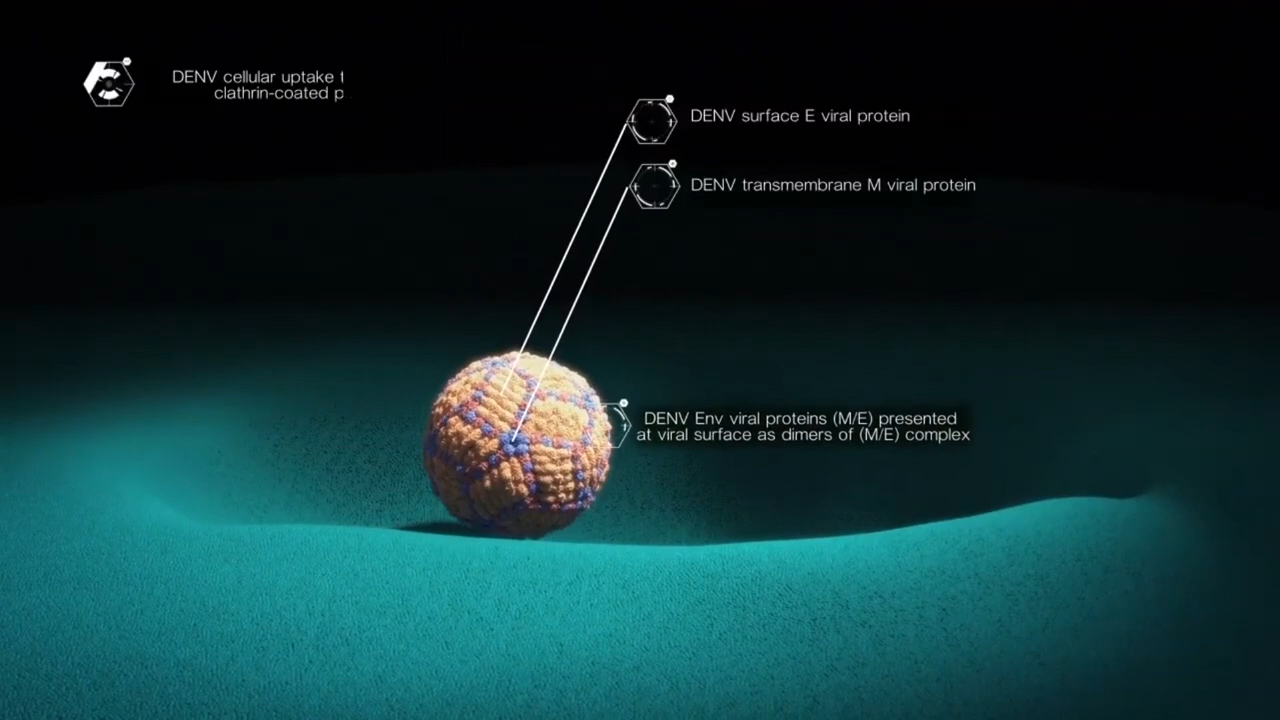 DENV cellular uptake
clathrin-coated
DENV surface E viral protein
DENV transmembrane M viral protein
DENV Env viral proteins (M/E) presented
at viral surface as dimers of (M/E) complex